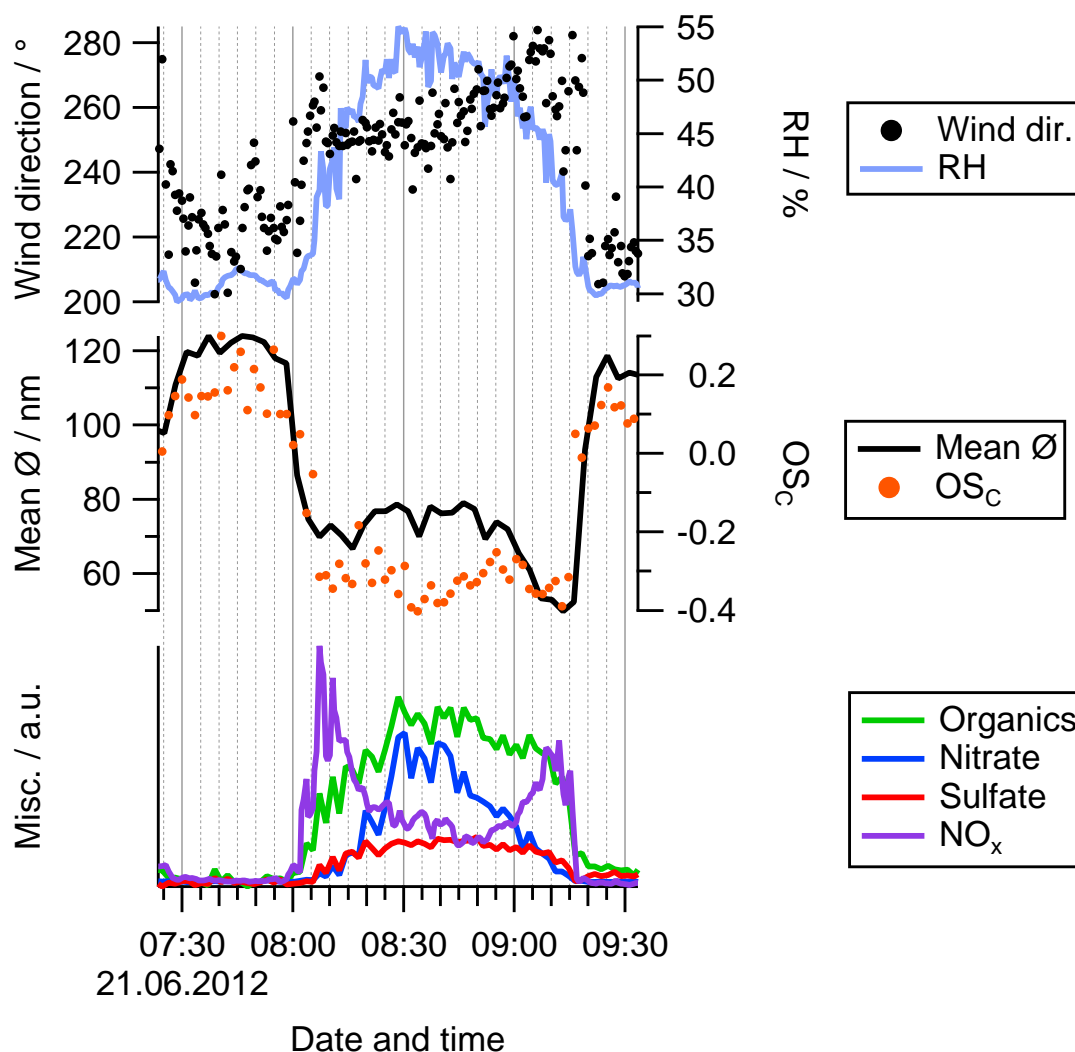 280
260
240
220
200
Wind direction / °
55
50
45
40
35
30
RH / %
Wind dir.
RH
120
100
80
60
Mean Ø / nm
0.2
0.0
-0.2
-0.4
OSC
Mean Ø
OSC
Misc. / a.u.
Organics
Nitrate
Sulfate
NOx
07:30 08:00 08:30 09:00 09:30
21.06.2012
Date and time